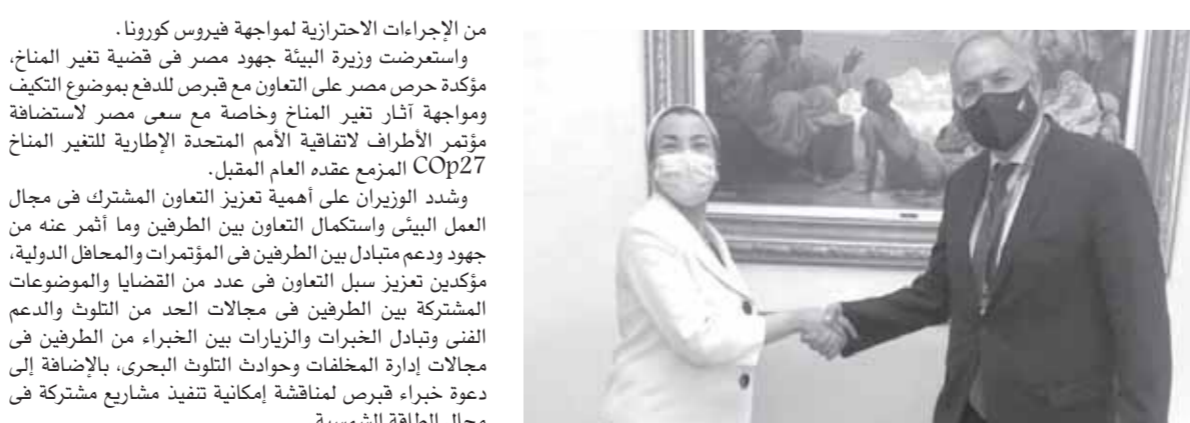 من الإجراءات الاحترازية لمواجهة فيروس كورونا.
واستعرضت وزيرة البيئة جهود مصر فى قضية تغير المناخ،
مؤكدة حرص مصر على التعاون مع قبرص للدفع بموضوع التكيف
ومواجهة آثار تغير المناخ وخاصة مع سعى مصر لاستضافة
مؤتمر الأطراف لاتفاقية الأمم المتحدة الإطارية للتغير المناخ
COp27 المزمع عقده العام المقبل.
وشدد الوزيران على أهمية تعزيز التعاون المشترك فى مجال
العمل البيئى واستكمال التعاون بين الطرفين وما أثمر عنه من
جهود ودعم متبادل بين الطرفين فى المؤتمرات والمحافل الدولية،
مؤكدين تعزيز سبل التعاون فى عدد من القضايا والموضوعات
المشتركة بين الطرفين فى مجالات الحد من التلوث والدعم
الفنى وتبادل الخبرات والزيارات بين الخبراء من الطرفين فى
مجالات إدارة المخلفات وحوادث التلوث البحرى، بالإضافة إلى
دعوة خبراء قبرص لمناقشة إمكانية تنفيذ مشاريع مشتركة فى
مجال الطاقة الشمسية